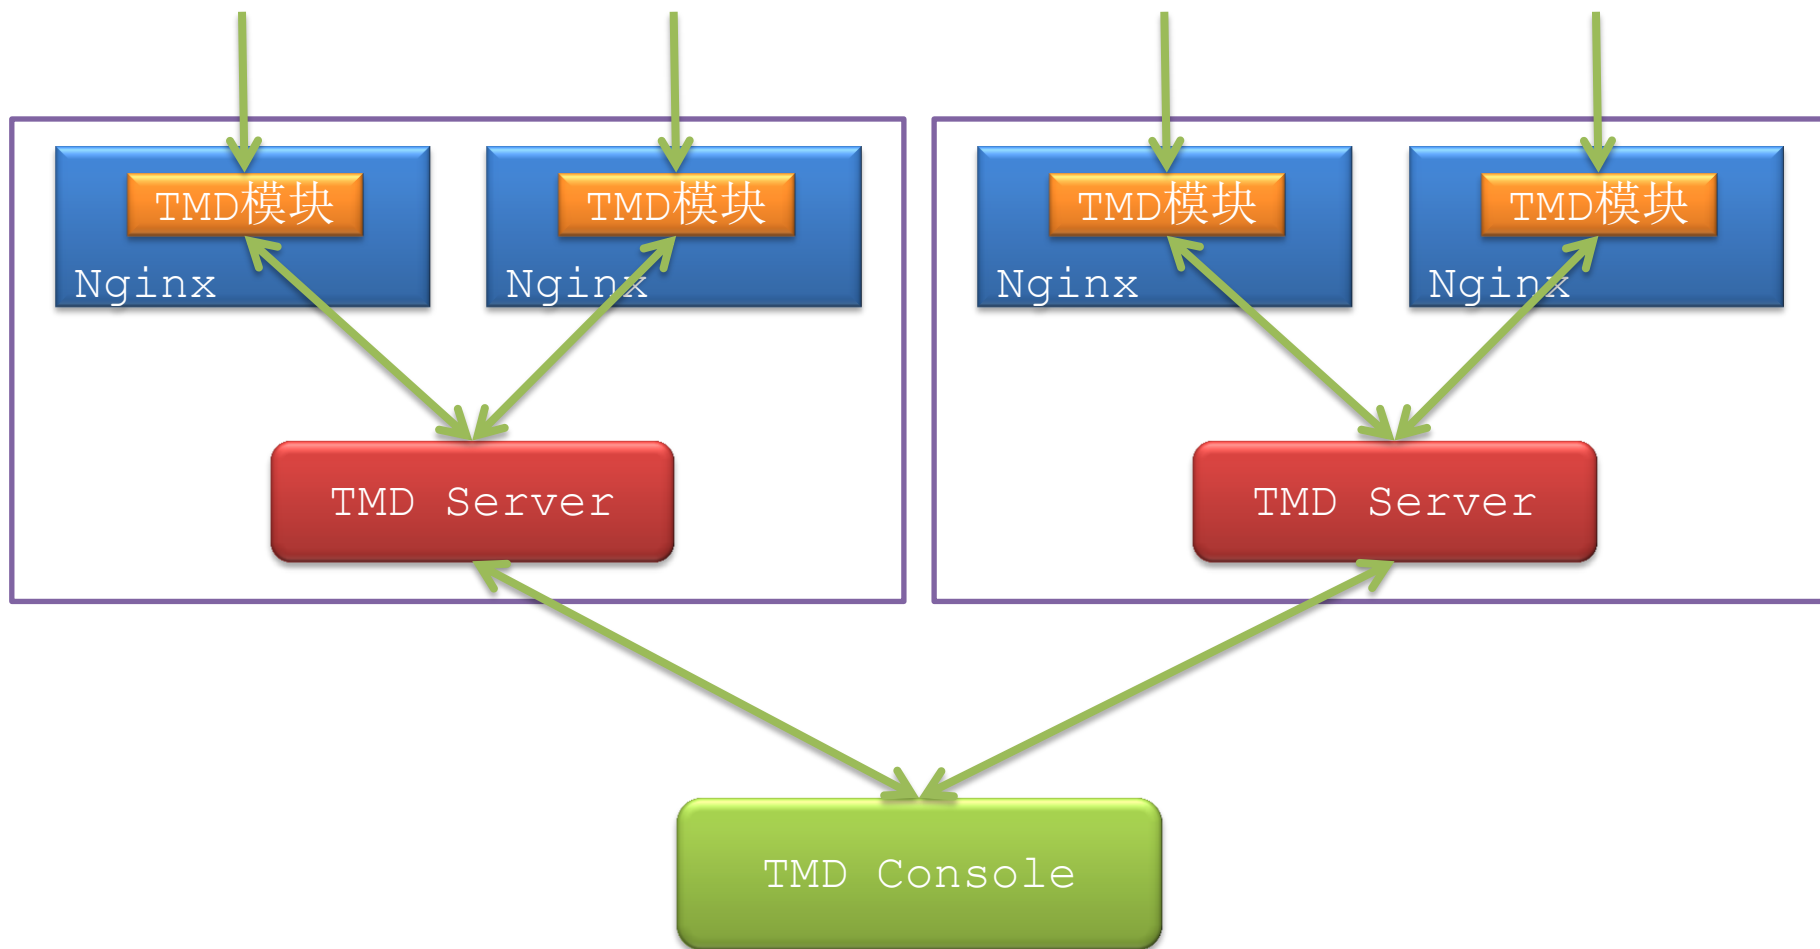 TMD模块
TMD模块
TMD模块
TMD模块
Nginx
Nginx
Nginx
Nginx
TMD Server
TMD Server
TMD Console